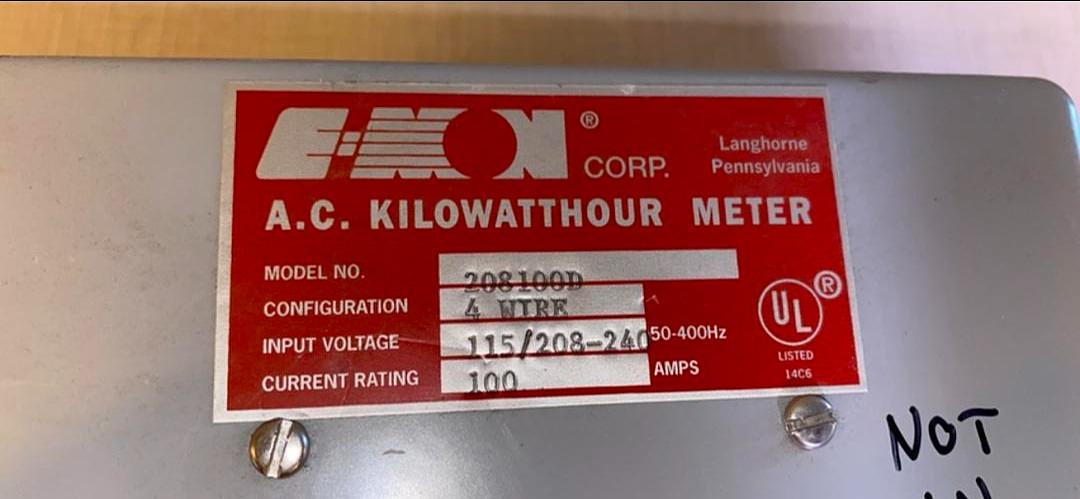 E-MON® CORP.
Langhorne
Pennsylvania
A.C. KILOWATTHOUR METER
MODEL NO. 208100D
CONFIGURATION 4 WIRE
INPUT VOLTAGE 115/208-240 50-400Hz
CURRENT RATING 100 AMPS
UL®
LISTED
14C6
NOT